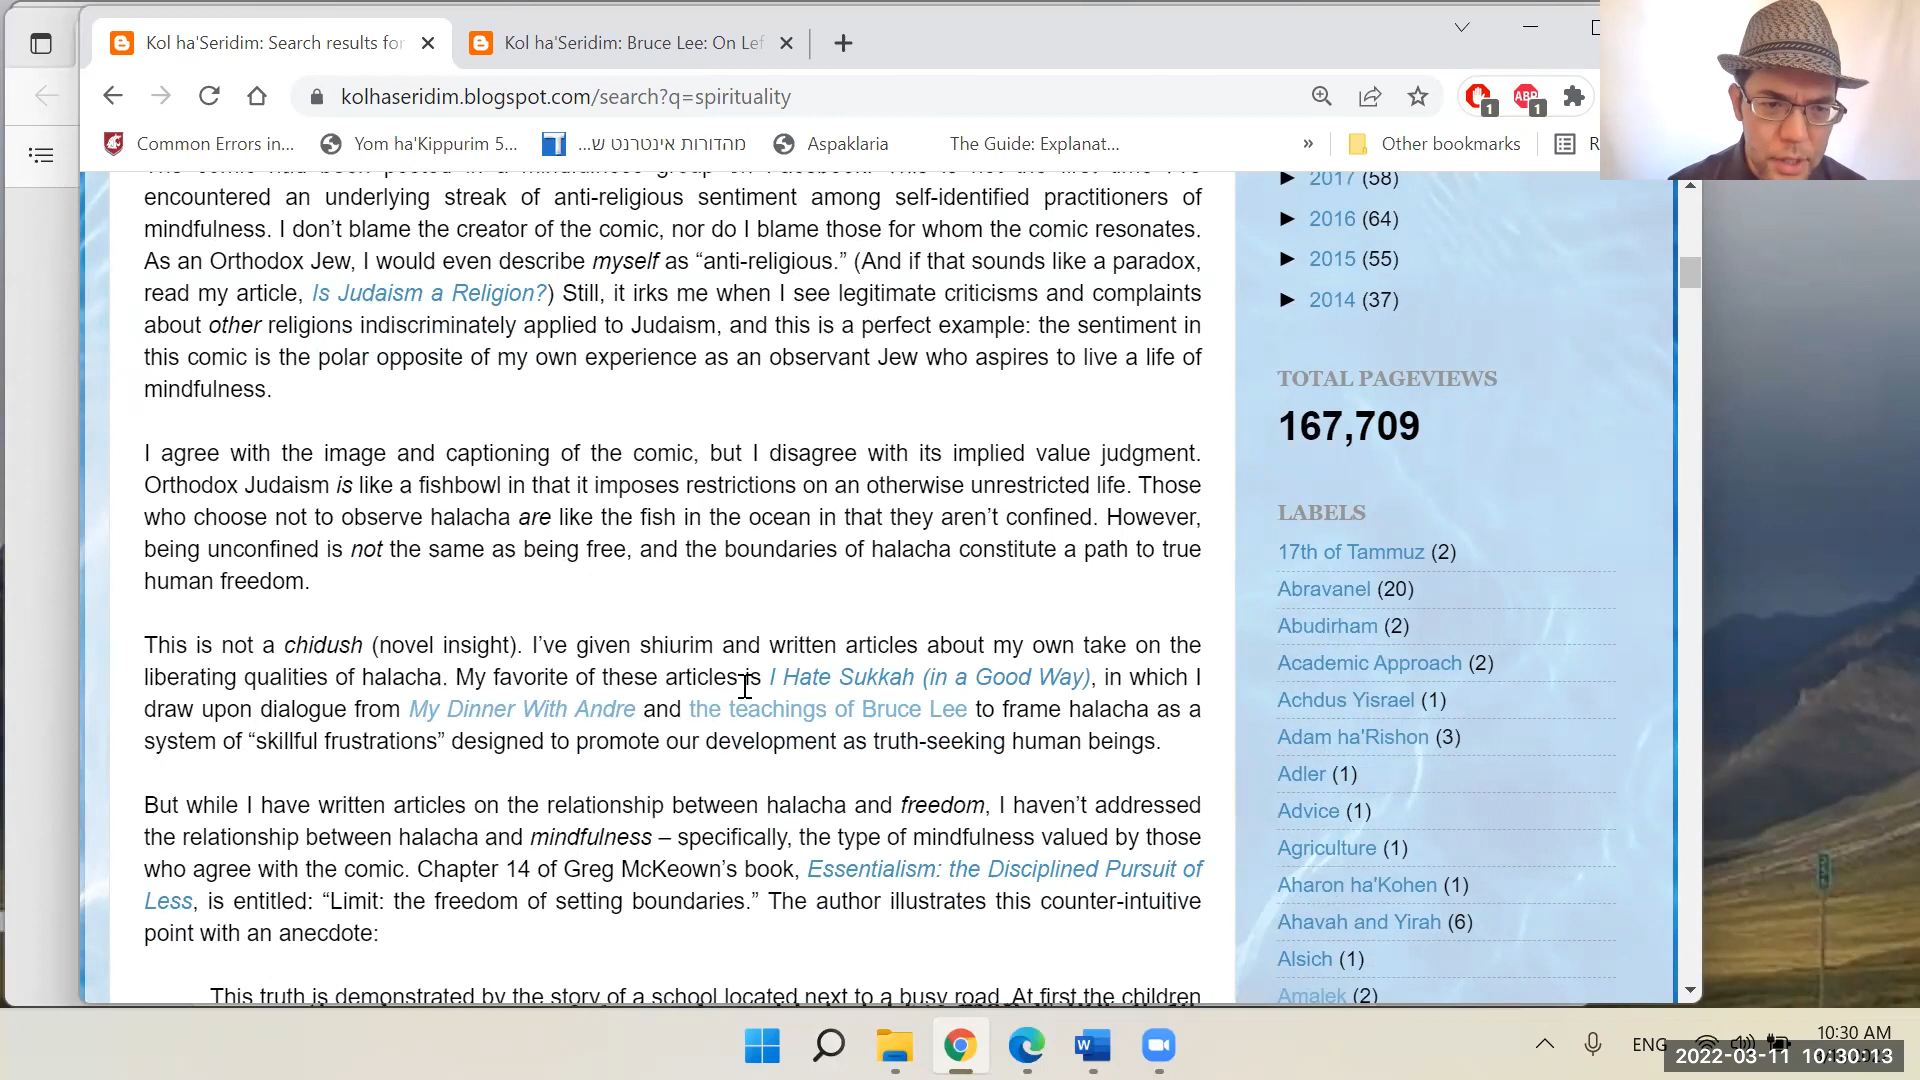 Kol ha'Seridim: Search results for
Kol ha'Seridim: Bruce Lee: On Lef
kolhaseridim.blogspot.com/search?q=spirituality
1
ABP
1
Common Errors in...
Yom ha'Kippurim 5...
מהדורות אינטרנט ש...
Aspaklaria
The Guide: Explanat...
»
Other bookmarks
R
encountered an underlying streak of anti-religious sentiment among self-identified practitioners of
mindfulness. I don’t blame the creator of the comic, nor do I blame those for whom the comic resonates.
As an Orthodox Jew, I would even describe myself as “anti-religious.” (And if that sounds like a paradox,
read my article, Is Judaism a Religion?) Still, it irks me when I see legitimate criticisms and complaints
about other religions indiscriminately applied to Judaism, and this is a perfect example: the sentiment in
this comic is the polar opposite of my own experience as an observant Jew who aspires to live a life of
mindfulness.
I agree with the image and captioning of the comic, but I disagree with its implied value judgment.
Orthodox Judaism is like a fishbowl in that it imposes restrictions on an otherwise unrestricted life. Those
who choose not to observe halacha are like the fish in the ocean in that they aren’t confined. However,
being unconfined is not the same as being free, and the boundaries of halacha constitute a path to true
human freedom.
This is not a chidush (novel insight). I’ve given shiurim and written articles about my own take on the
liberating qualities of halacha. My favorite of these articles is I Hate Sukkah (in a Good Way), in which I
draw upon dialogue from My Dinner With Andre and the teachings of Bruce Lee to frame halacha as a
system of “skillful frustrations” designed to promote our development as truth-seeking human beings.
But while I have written articles on the relationship between halacha and freedom, I haven’t addressed
the relationship between halacha and mindfulness – specifically, the type of mindfulness valued by those
who agree with the comic. Chapter 14 of Greg McKeown’s book, Essentialism: the Disciplined Pursuit of
Less, is entitled: “Limit: the freedom of setting boundaries.” The author illustrates this counter-intuitive
point with an anecdote:
This truth is demonstrated by the story of a school located next to a busy road. At first the children
► 2017 (58)
► 2016 (64)
► 2015 (55)
► 2014 (37)
TOTAL PAGEVIEWS
167,709
LABELS
17th of Tammuz (2)
Abravanel (20)
Abudirham (2)
Academic Approach (2)
Achdus Yisrael (1)
Adam ha'Rishon (3)
Adler (1)
Advice (1)
Agriculture (1)
Aharon ha'Kohen (1)
Ahavah and Yirah (6)
Alsich (1)
Amalek (2)
W
ENG
10:30 AM
2022-03-11 10:30:13